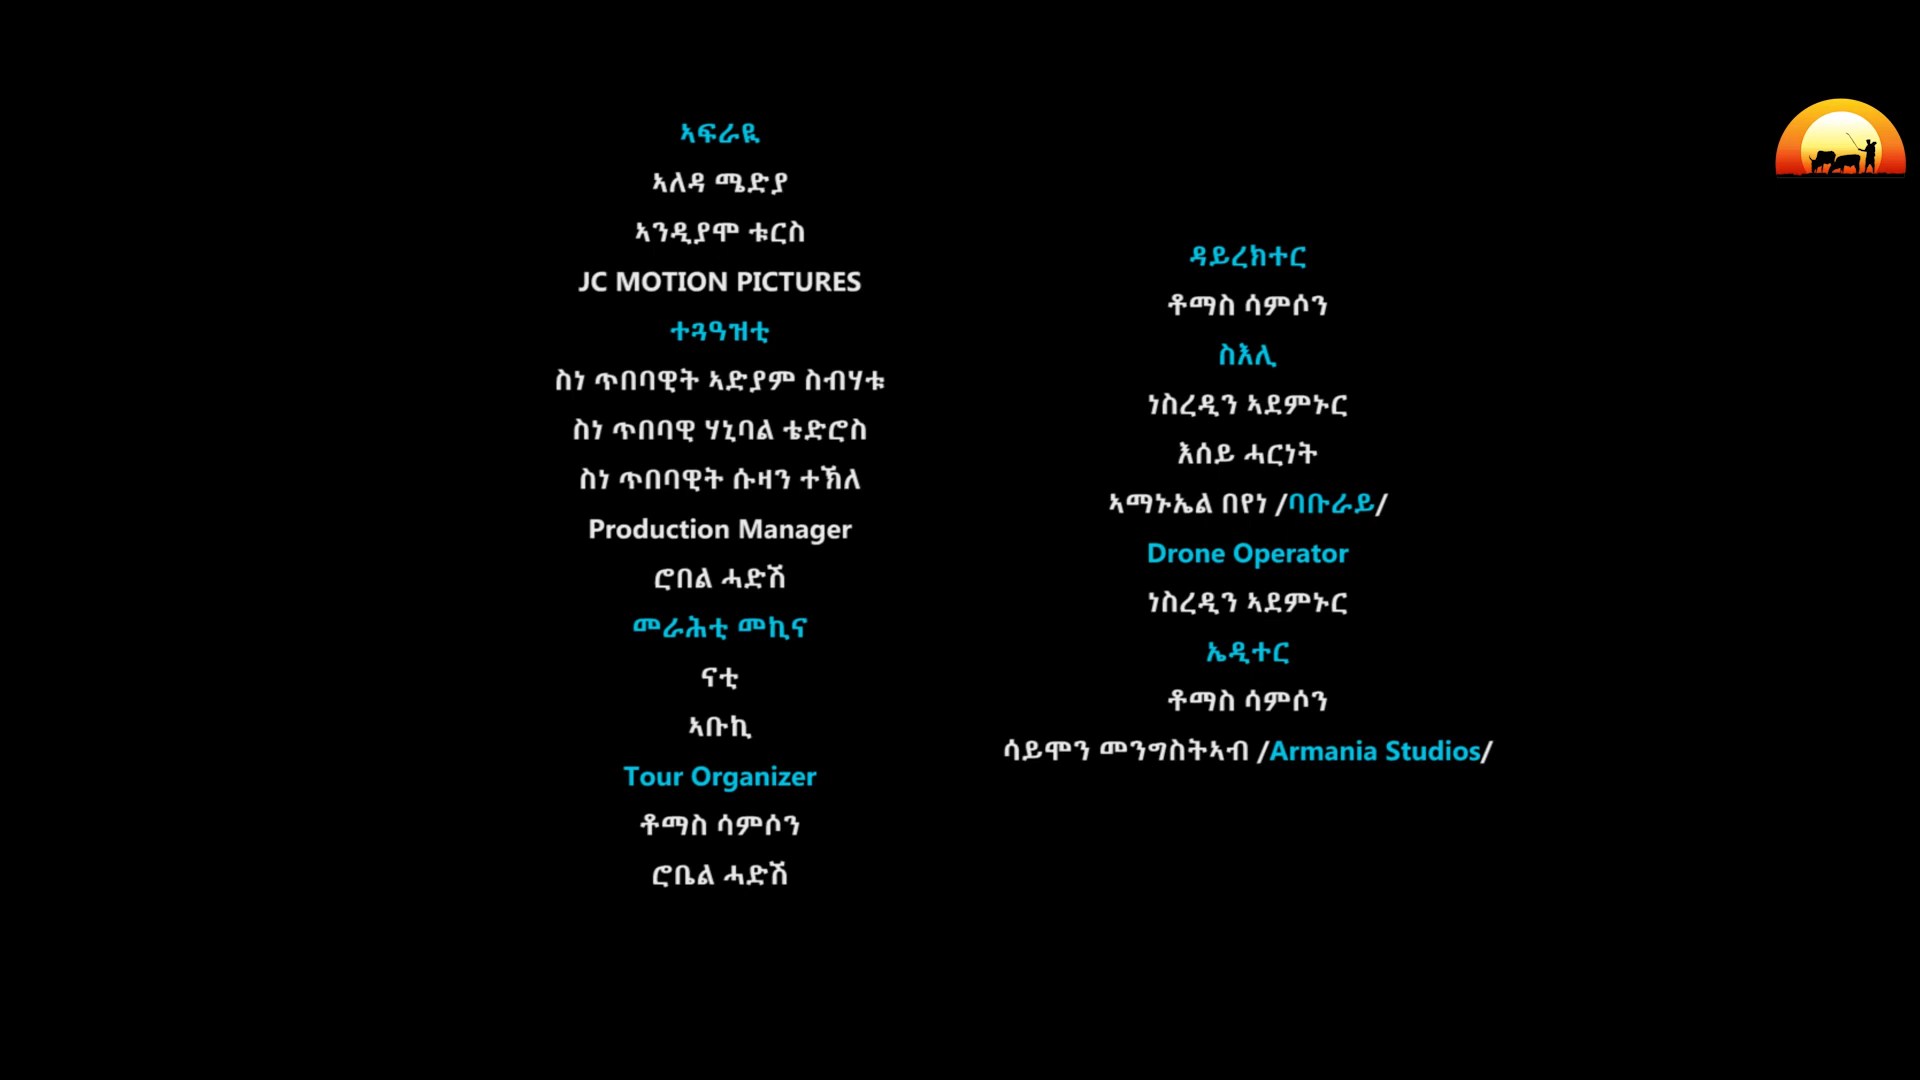 ኣፍራዪ
ኣለዳ ሜድያ
ኣንዲያሞ ቱርስ
JC MOTION PICTURES
ተጓዓዝቲ
ስነ ጥበባዊት ኣድያም ስብሃቱ
ስነ ጥበባዊ ሃኒባል ቴድሮስ
ስነ ጥበባዊት ሱዛን ተኽለ
Production Manager
ሮበል ሓድሽ
መራሕቲ መኪና
ናቲ
ኣቡኪ
Tour Organizer
ቶማስ ሳምሶን
ሮቤል ሓድሽ
ዳይረክተር
ቶማስ ሳምሶን
ስእሊ
ነስረዲን ኣደምኑር
እሰይ ሓርነት
ኣማኑኤል በየነ /ባቡራይ/
Drone Operator
ነስረዲን ኣደምኑር
ኤዲተር
ቶማስ ሳምሶን
ሳይሞን መንግስትኣብ /Armania Studios/